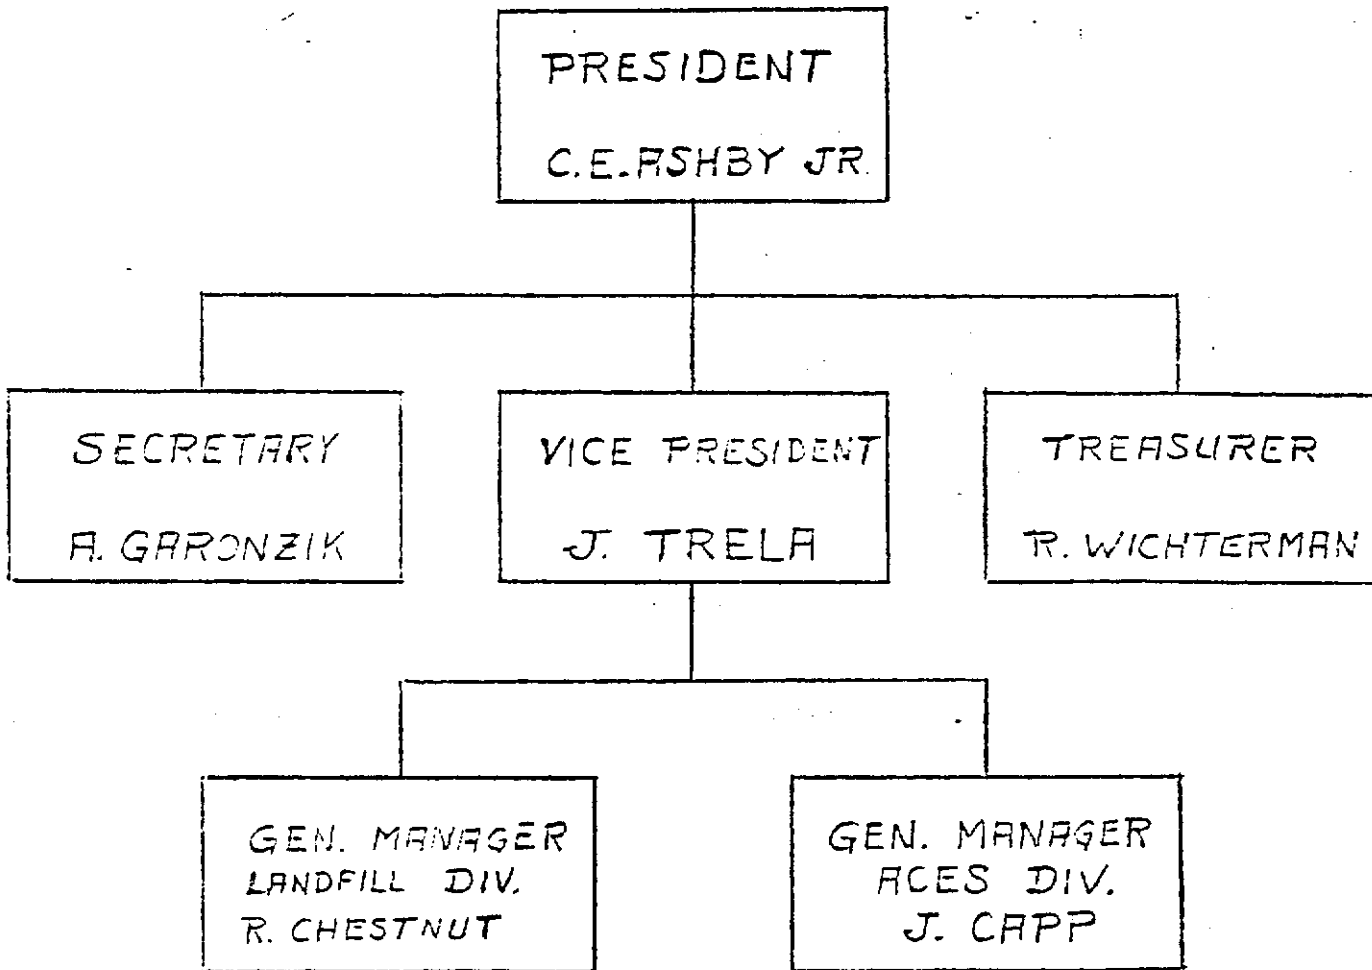 PRESIDENT
C.E. ASHBY JR.
SECRETARY
A. GARONZIK
VICE PRESIDENT
J. TRELA
TREASURER
R. WICHTERMAN
GEN. MANAGER
LANDFILL DIV.
R. CHESTNUT
GEN. MANAGER
ACES DIV.
J. CAPP